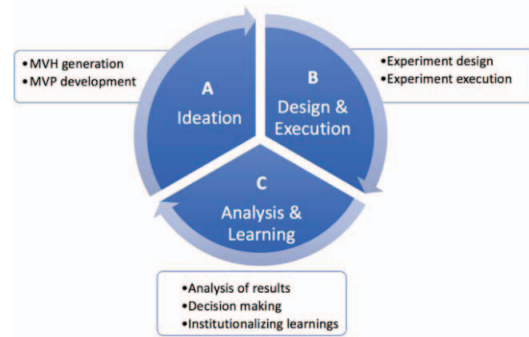 •MVH generation
•MVP development
A
Ideation
B
Design &
Execution
•Experiment design
•Experiment execution
C
Analysis &
Learning
•Analysis of results
•Decision making
•Institutionalizing learnings